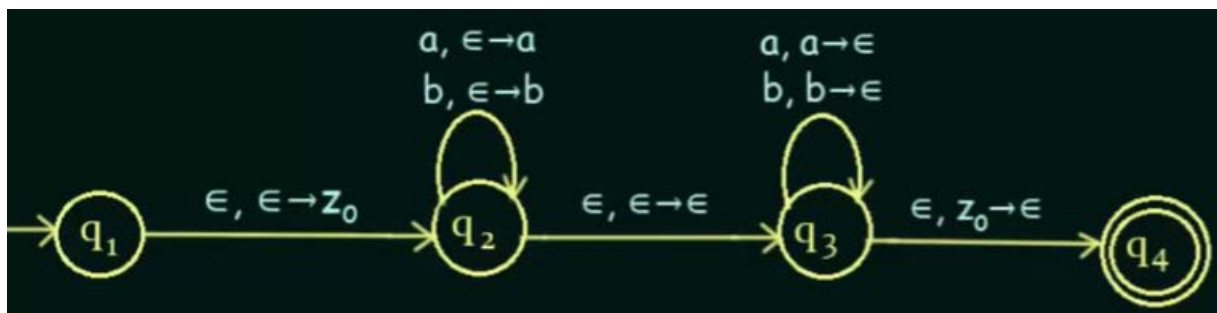 a, ∈→a
b, ∈→b
a, a→∈
b, b→∈
∈, ∈→z₀
∈, ∈→∈
∈, z₀→∈
q₁
q₂
q₃
q₄